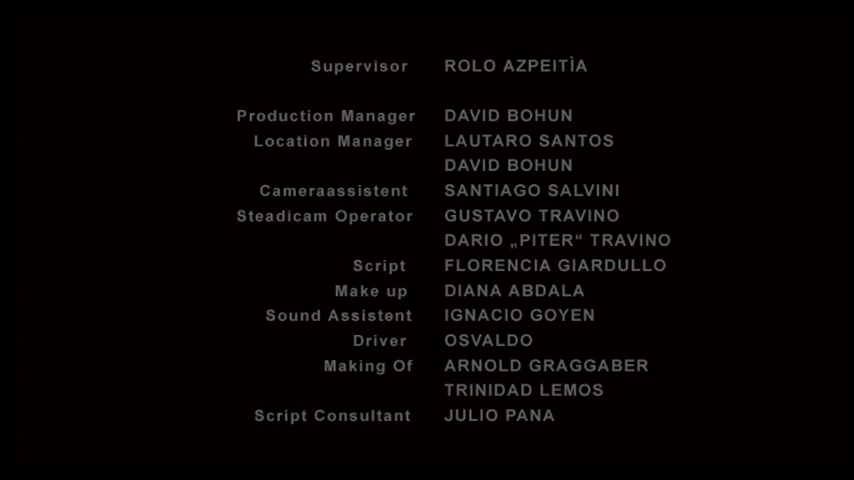 Supervisor ROLO AZPEITÌA
Production Manager DAVID BOHUN
Location Manager LAUTARO SANTOS
DAVID BOHUN
Cameraassistent SANTIAGO SALVINI
Steadicam Operator GUSTAVO TRAVINO
DARIO „PITER“ TRAVINO
Script FLORENCIA GIARDULLO
Make up DIANA ABDALA
Sound Assistent IGNACIO GOYEN
Driver OSVALDO
Making Of ARNOLD GRAGGABER
TRINIDAD LEMOS
Script Consultant JULIO PANA